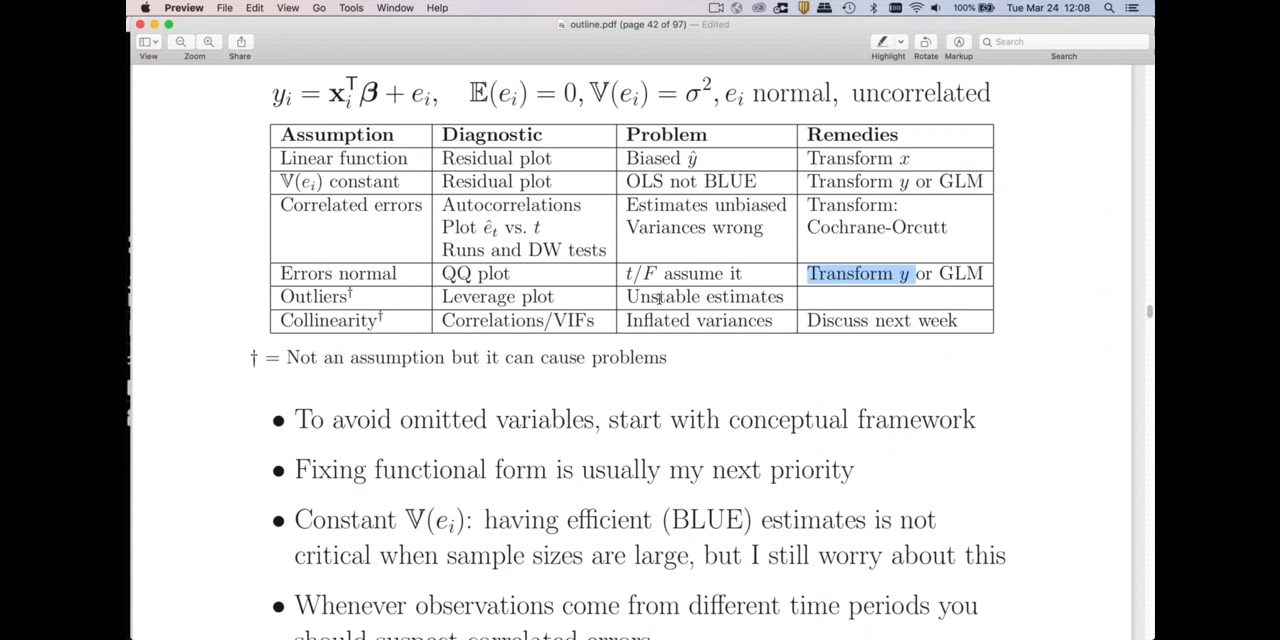 Preview File Edit View Go Tools Window Help 100% Tue Mar 24 12:08
outline.pdf (page 42 of 97) — Edited
Search
View Zoom Share Highlight Rotate Markup Search
yᵢ = xᵢᵀβ + eᵢ, 𝔼(eᵢ) = 0, 𝕍(eᵢ) = σ², eᵢ normal, uncorrelated
Assumption Diagnostic Problem Remedies
Linear function Residual plot Biased ŷ Transform x
𝕍(eᵢ) constant Residual plot OLS not BLUE Transform y or GLM
Correlated errors Autocorrelations Estimates unbiased Transform:
Plot êₜ vs. t Variances wrong Cochrane-Orcutt
Runs and DW tests
Errors normal QQ plot t/F assume it Transform y or GLM
Outliers† Leverage plot Unstable estimates
Collinearity† Correlations/VIFs Inflated variances Discuss next week
† = Not an assumption but it can cause problems
• To avoid omitted variables, start with conceptual framework
• Fixing functional form is usually my next priority
• Constant 𝕍(eᵢ): having efficient (BLUE) estimates is not
critical when sample sizes are large, but I still worry about this
• Whenever observations come from different time periods you
should suspect correlated errors